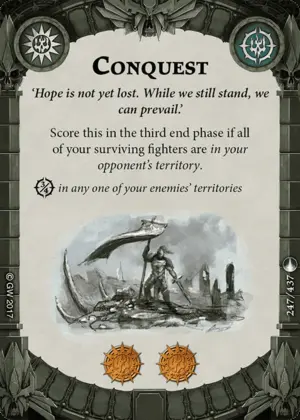 CONQUEST
‘Hope is not yet lost. While we still stand, we
can prevail.’
Score this in the third end phase if all
of your surviving fighters are in your
opponent's territory.
in any one of your enemies' territories
© GW 2017
247/437